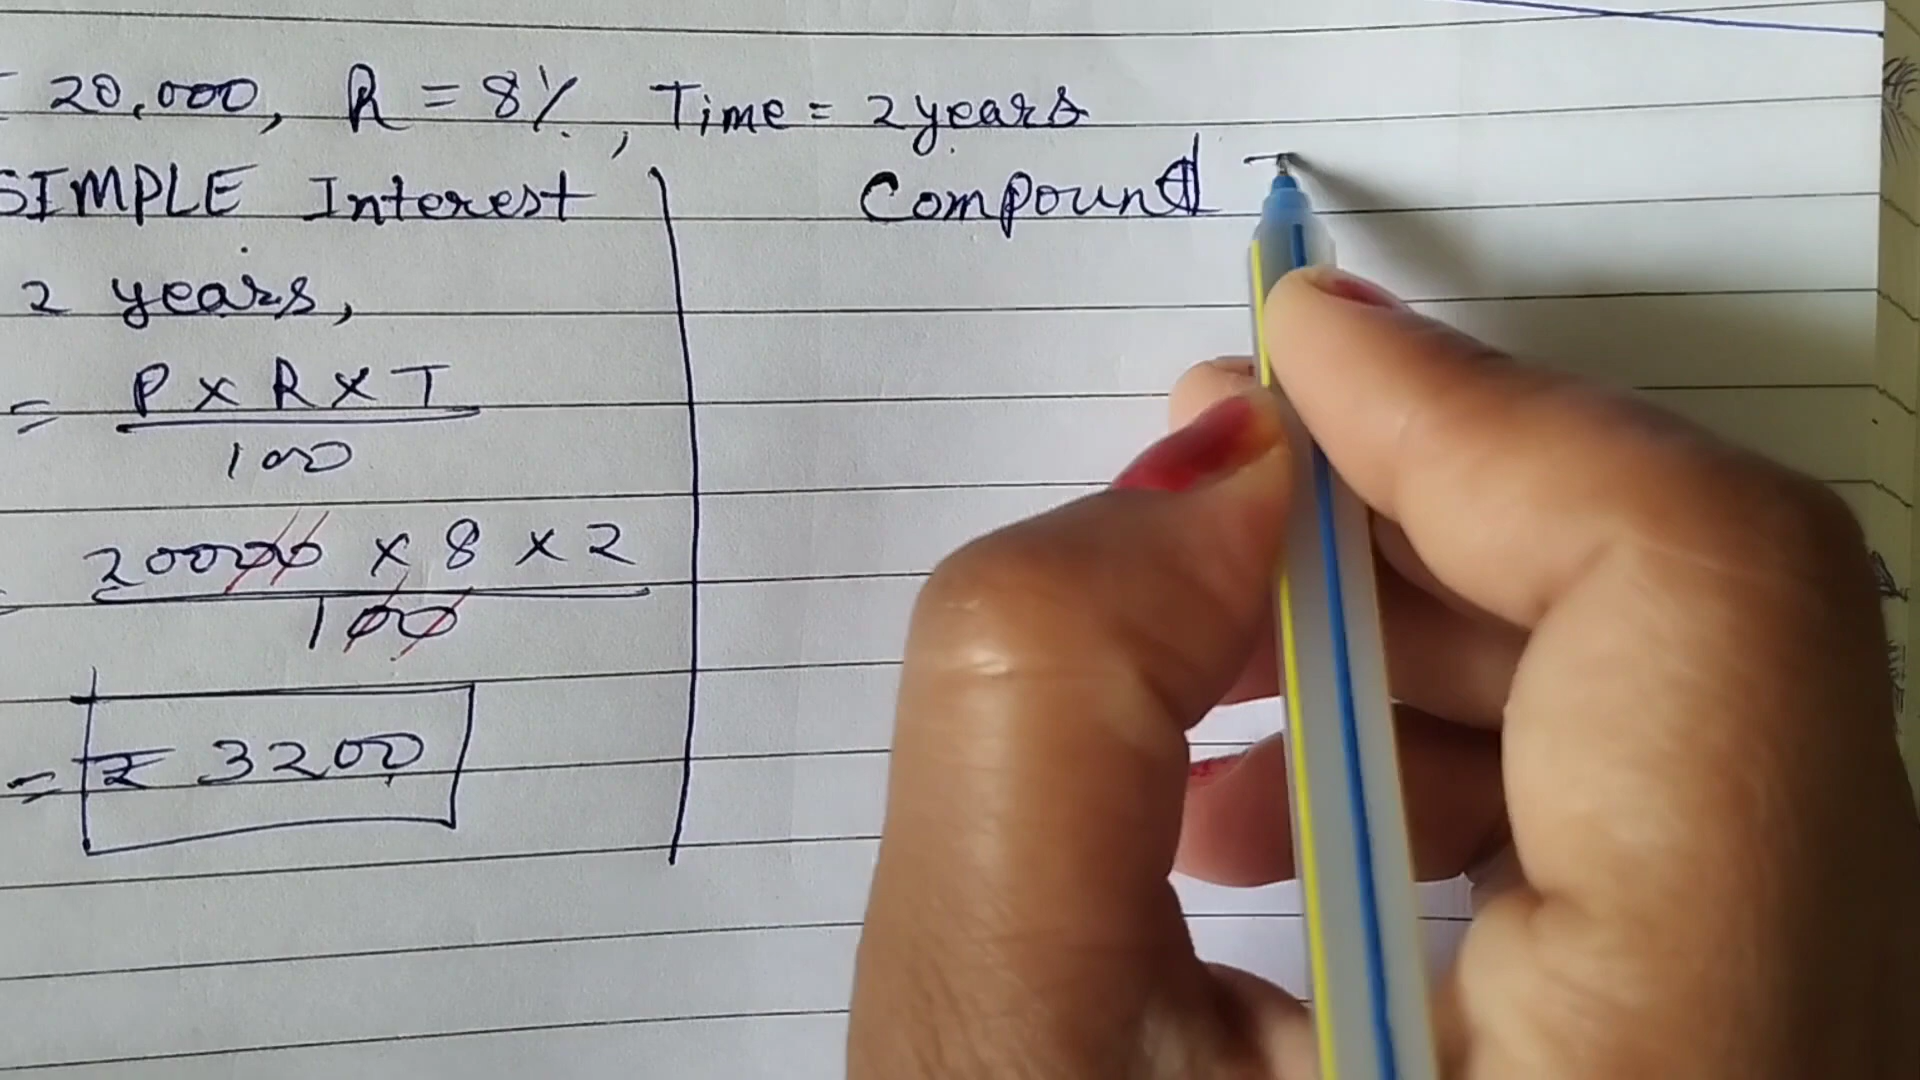 = 20,000, R = 8%, Time = 2 years
SIMPLE Interest
2 years,
= P x R x T
100
20000 x 8 x 2
100
= ₹ 3200
Compound